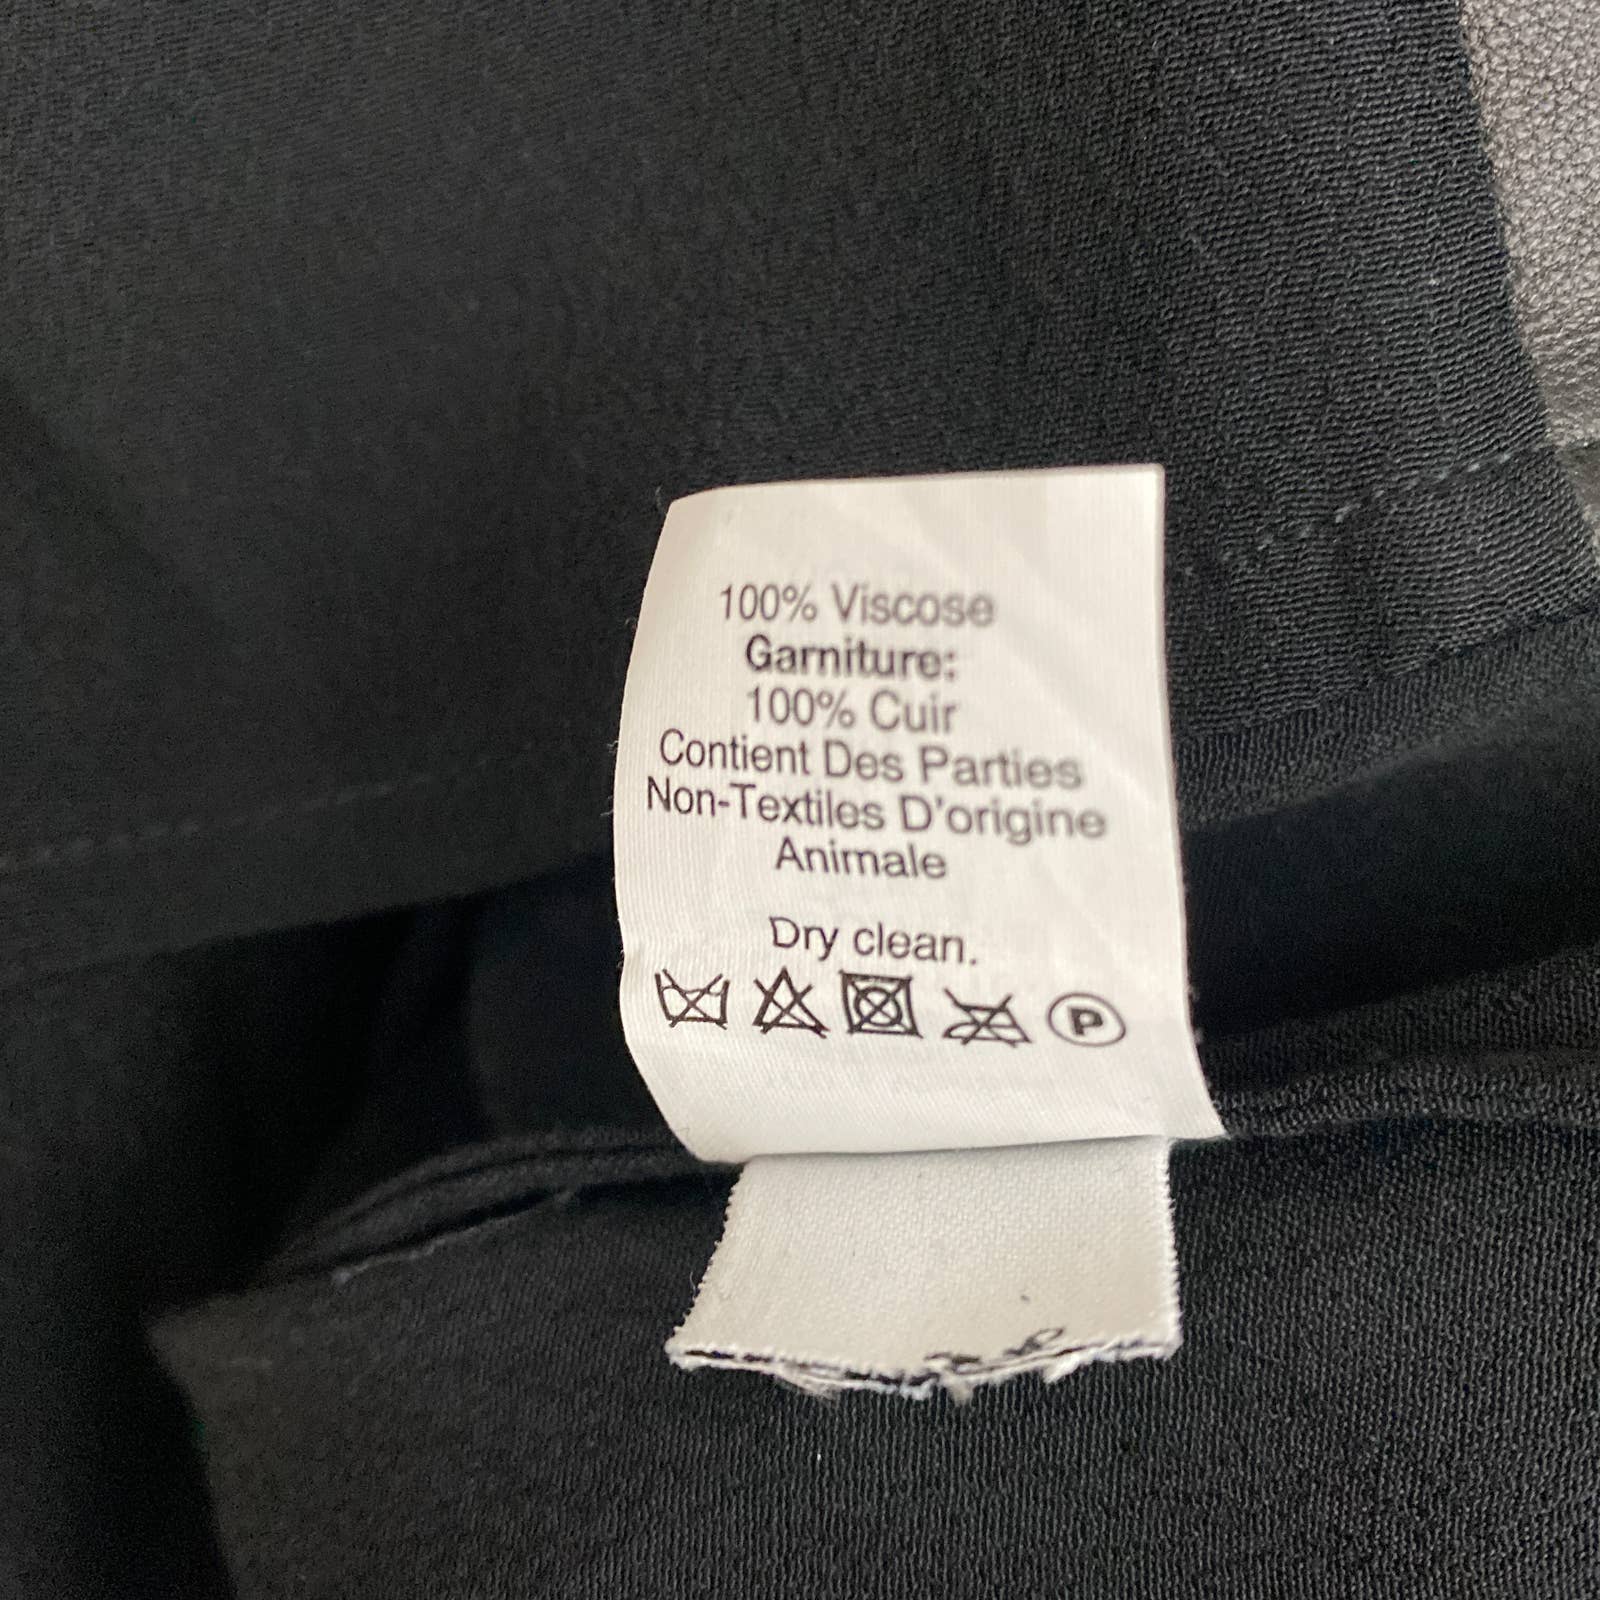 100% Viscose
Garniture:
100% Cuir
Contient Des Parties
Non-Textiles D'origine
Animale
Dry clean.
P